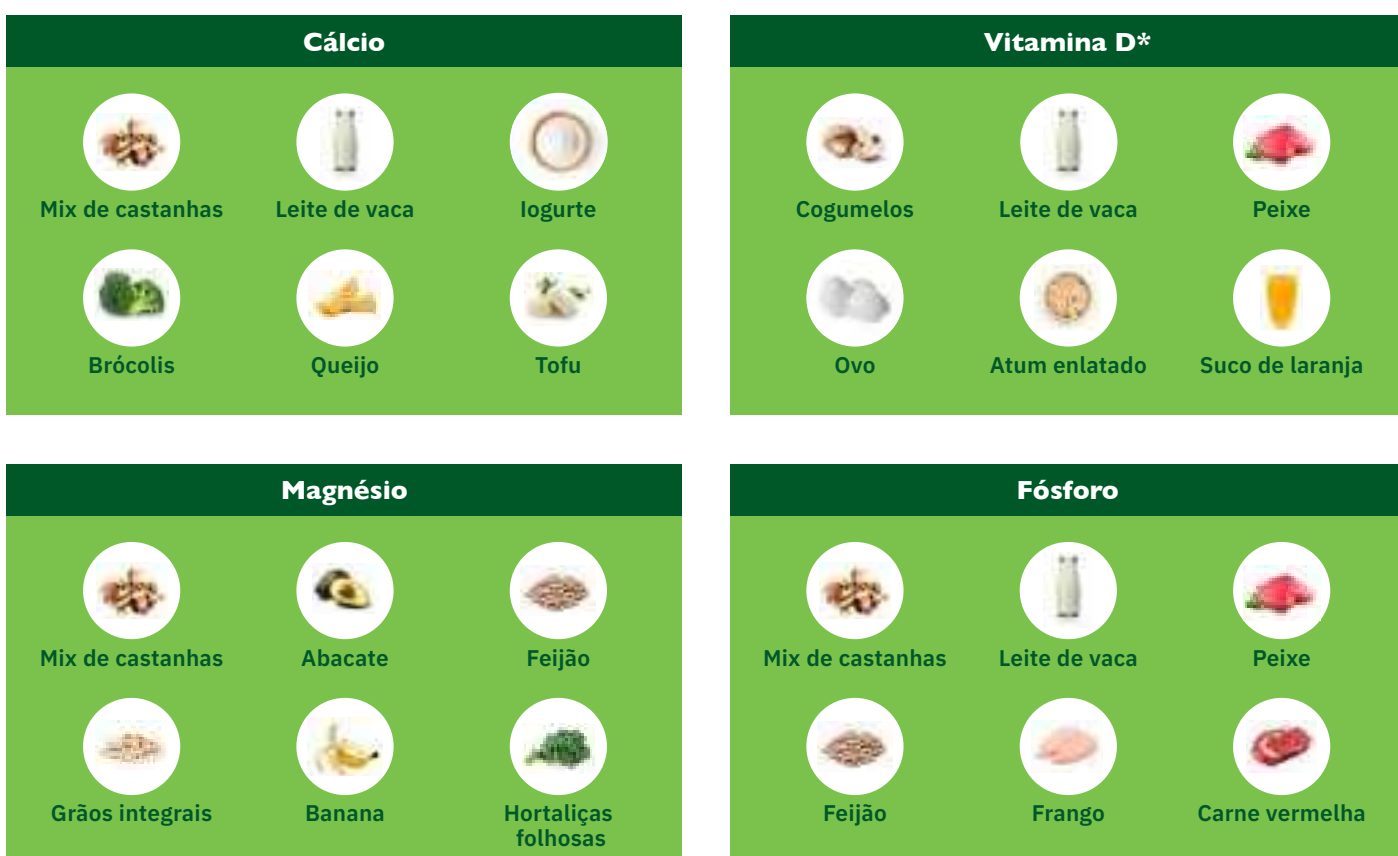 Cálcio
Mix de castanhas
Leite de vaca
Iogurte
Brócolis
Queijo
Tofu
Vitamina D*
Cogumelos
Leite de vaca
Peixe
Ovo
Atum enlatado
Suco de laranja
Magnésio
Mix de castanhas
Abacate
Feijão
Grãos integrais
Banana
Hortaliças
folhosas
Fósforo
Mix de castanhas
Leite de vaca
Peixe
Feijão
Frango
Carne vermelha